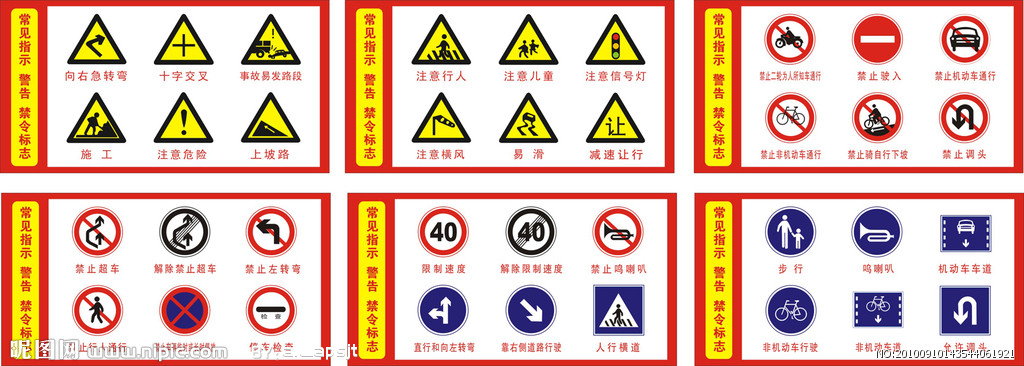 常见指示 警告 禁令标志
向右急转弯 十字交叉 事故易发路段
施工 注意危险 上坡路
常见指示 警告 禁令标志
注意行人 注意儿童 注意信号灯
让
注意横风 易滑 减速让行
常见指示 警告 禁令标志
禁止驶入 禁止机动车通行
禁止非机动车通行 禁止骑自行下坡 禁止调头
常见指示 警告 禁令标志
禁止超车 解除禁止超车 禁止左转弯
检查
禁止行人通行 停车检查
常见指示 警告 禁令标志
40 40
限制速度 解除限制速度 禁止鸣喇叭
直行和向左转弯 靠右侧道路行驶 人行横道
常见指示 警告 禁令标志
步行 鸣喇叭 机动车车道
非机动车行驶 非机动车道 允许调头
昵图网 www.nipic.com
NO:20100910143544061921